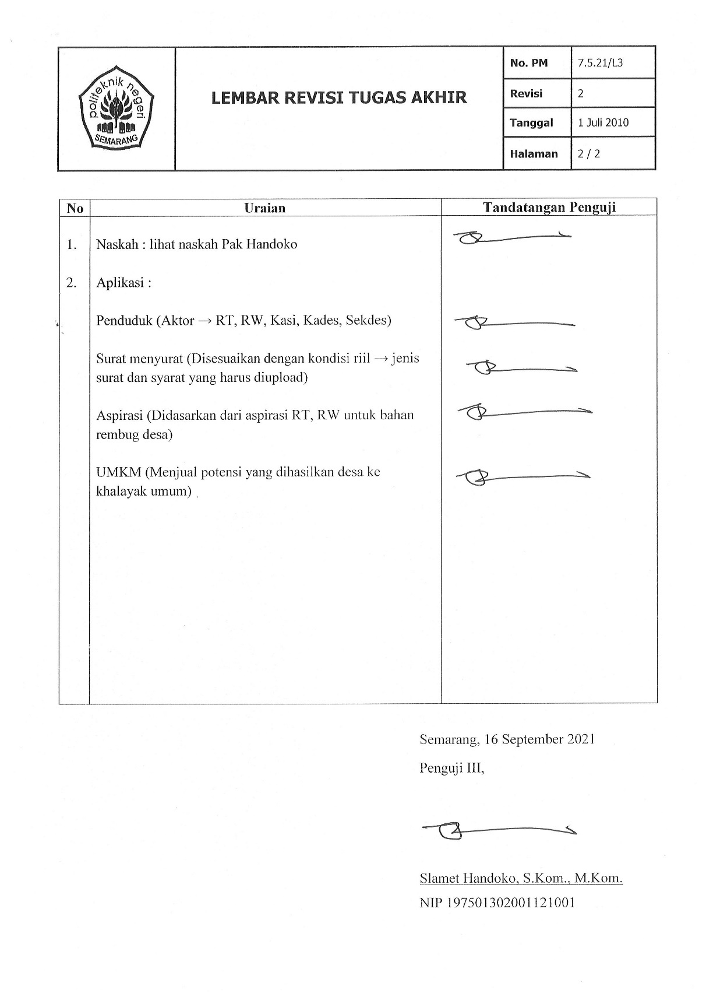 politeknik negeri
SEMARANG
LEMBAR REVISI TUGAS AKHIR
No. PM 7.5.21/L3
Revisi 2
Tanggal 1 Juli 2010
Halaman 2 / 2
No Uraian Tandatangan Penguji
1. Naskah : lihat naskah Pak Handoko
2. Aplikasi :
Penduduk (Aktor → RT, RW, Kasi, Kades, Sekdes)
Surat menyurat (Disesuaikan dengan kondisi riil → jenis
surat dan syarat yang harus diupload)
Aspirasi (Didasarkan dari aspirasi RT, RW untuk bahan
rembug desa)
UMKM (Menjual potensi yang dihasilkan desa ke
khalayak umum)
Semarang, 16 September 2021
Penguji III,
Slamet Handoko, S.Kom., M.Kom.
NIP 197501302001121001